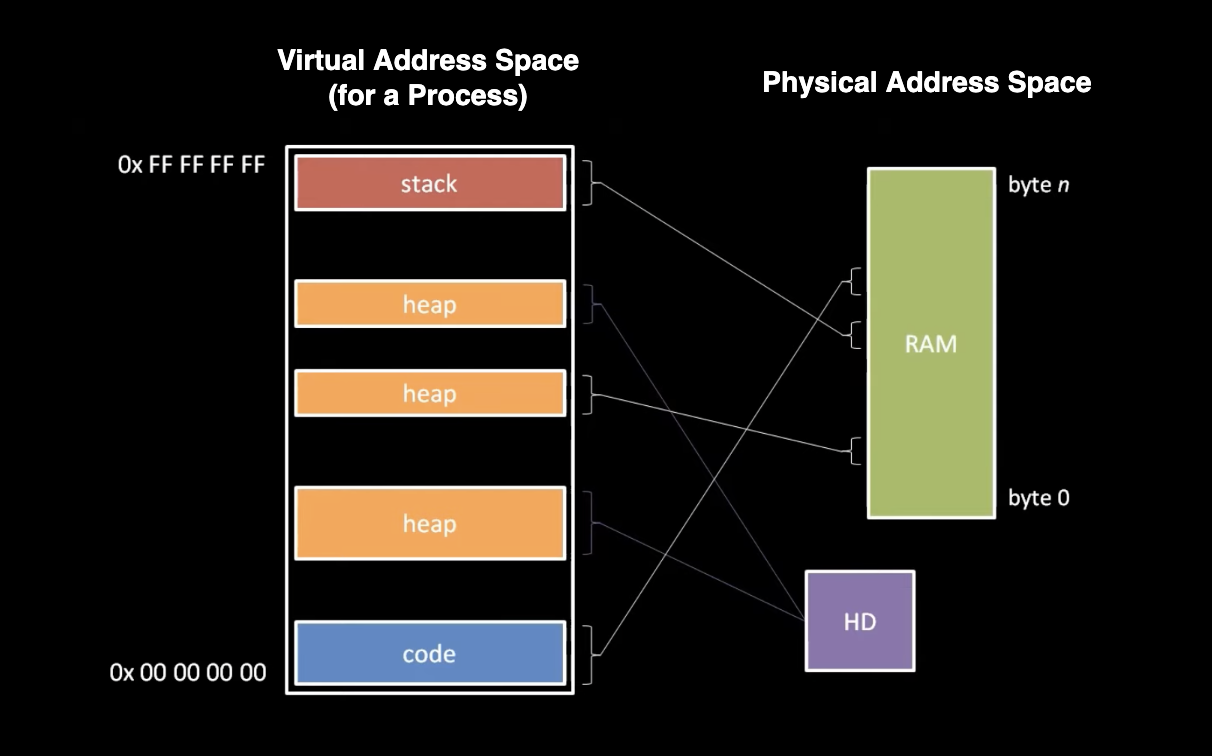 Virtual Address Space
(for a Process)
Physical Address Space
0x FF FF FF FF
stack
heap
heap
heap
code
0x 00 00 00 00
byte n
RAM
byte 0
HD